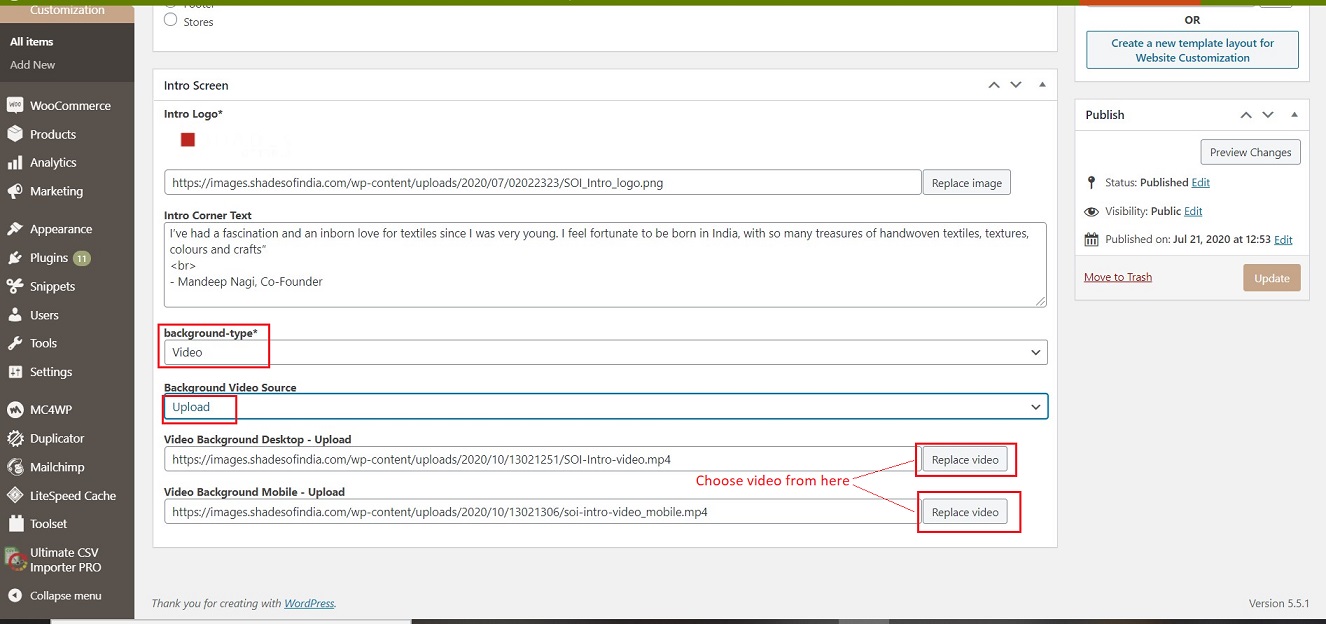 Customization
All items
Add New
WooCommerce
Products
Analytics
Marketing
Appearance
Plugins 11
Snippets
Users
Tools
Settings
MC4WP
Duplicator
Mailchimp
LiteSpeed Cache
Toolset
Ultimate CSV
Importer PRO
Collapse menu
Footer
Stores
Intro Screen
Intro Logo*
https://images.shadesofindia.com/wp-content/uploads/2020/07/02022323/SOI_Intro_logo.png
Replace image
Intro Corner Text
I've had a fascination and an inborn love for textiles since I was very young. I feel fortunate to be born in India, with so many treasures of handwoven textiles, textures,
colours and crafts"
<br>
- Mandeep Nagi, Co-Founder
background-type*
Video
Background Video Source
Upload
Video Background Desktop - Upload
https://images.shadesofindia.com/wp-content/uploads/2020/10/13021251/SOI-Intro-video.mp4
Replace video
Choose video from here
Video Background Mobile - Upload
https://images.shadesofindia.com/wp-content/uploads/2020/10/13021306/soi-intro-video_mobile.mp4
Replace video
Thank you for creating with WordPress.
OR
Create a new template layout for
Website Customization
Publish
Preview Changes
Status: Published Edit
Visibility: Public Edit
Published on: Jul 21, 2020 at 12:53 Edit
Move to Trash
Update
Version 5.5.1